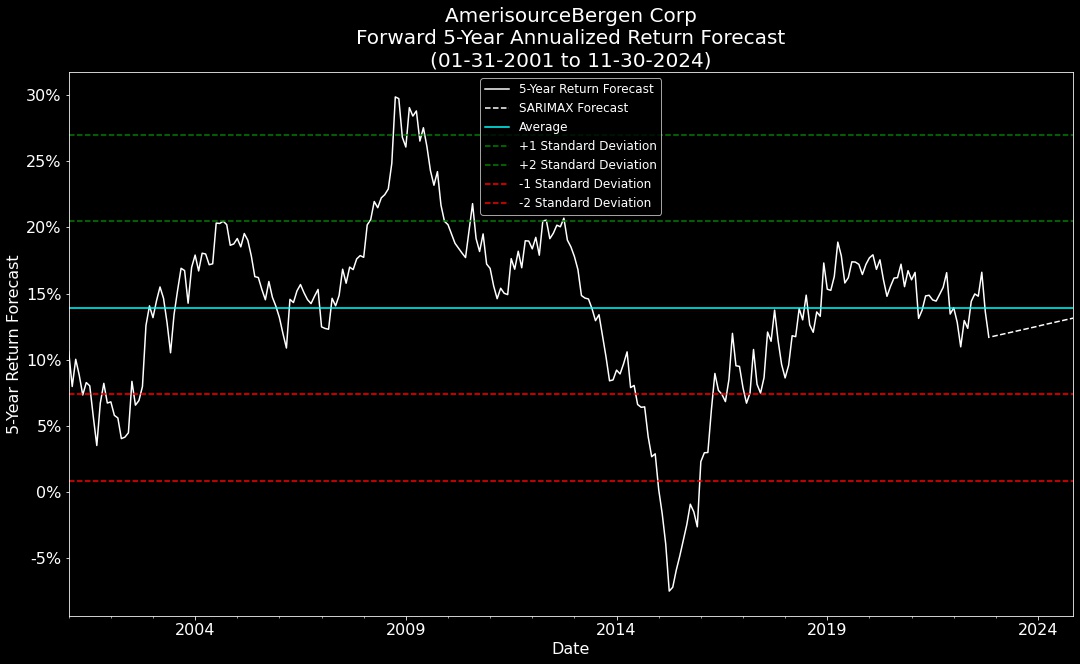 AmerisourceBergen Corp
Forward 5-Year Annualized Return Forecast
(01-31-2001 to 11-30-2024)
5-Year Return Forecast
SARIMAX Forecast
Average
+1 Standard Deviation
+2 Standard Deviation
-1 Standard Deviation
-2 Standard Deviation
30%
25%
20%
15%
10%
5%
0%
-5%
5-Year Return Forecast
2004
2009
2014
2019
2024
Date